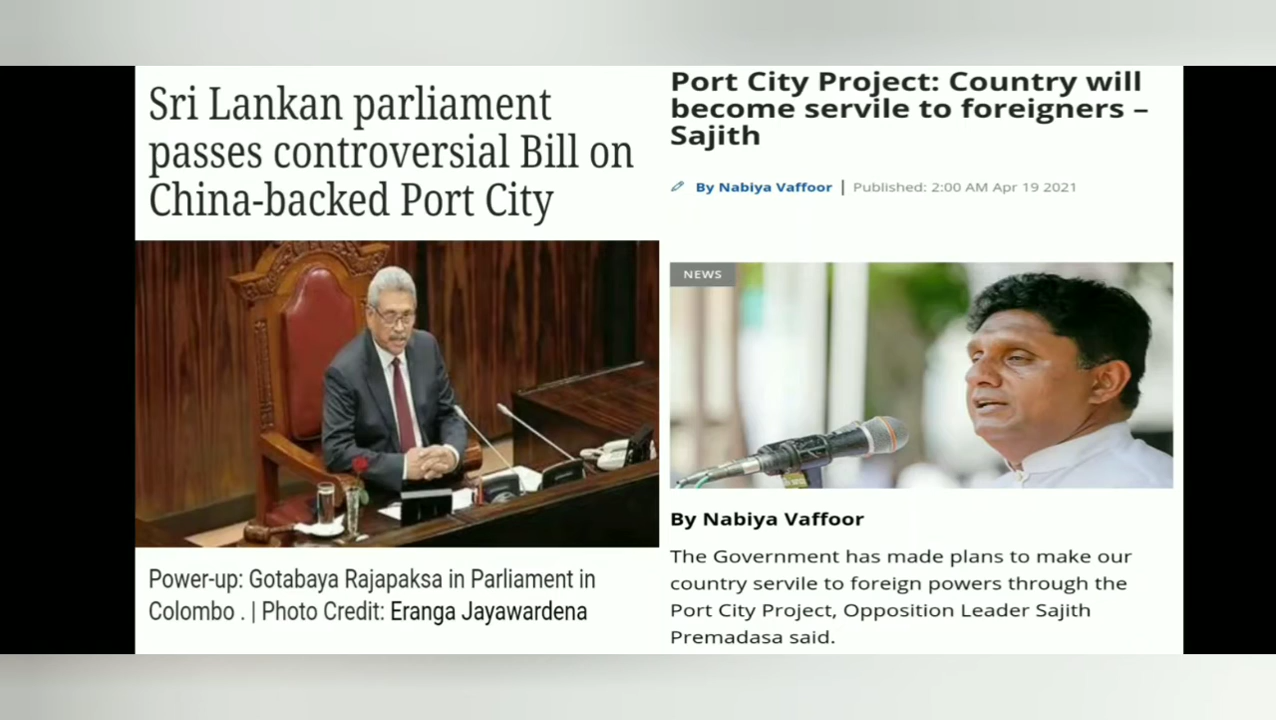 Sri Lankan parliament
passes controversial Bill on
China-backed Port City
Power-up: Gotabaya Rajapaksa in Parliament in
Colombo . | Photo Credit: Eranga Jayawardena
Port City Project: Country will
become servile to foreigners –
Sajith
By Nabiya Vaffoor | Published: 2:00 AM Apr 19 2021
NEWS
By Nabiya Vaffoor
The Government has made plans to make our
country servile to foreign powers through the
Port City Project, Opposition Leader Sajith
Premadasa said.